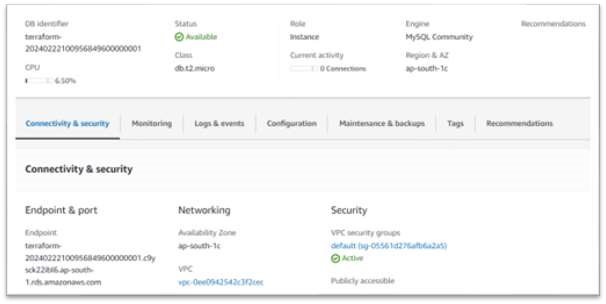 DB identifier
terraform-
20240222100956849600000001
Status
Available
Role
Instance
Engine
MySQL Community
Recommendations
CPU
6.50%
Class
db.t2.micro
Current activity
0 Connections
Region & AZ
ap-south-1c
Connectivity & security
Monitoring
Logs & events
Configuration
Maintenance & backups
Tags
Recommendations
Connectivity & security
Endpoint & port
Endpoint
terraform-
20240222100956849600000001.c9y
sck22ibl6.ap-south-
1.rds.amazonaws.com
Networking
Availability Zone
ap-south-1c
VPC
vpc-0ee0942542c3f2cec
Security
VPC security groups
default (sg-05561d276afb6a2a5)
Active
Publicly accessible